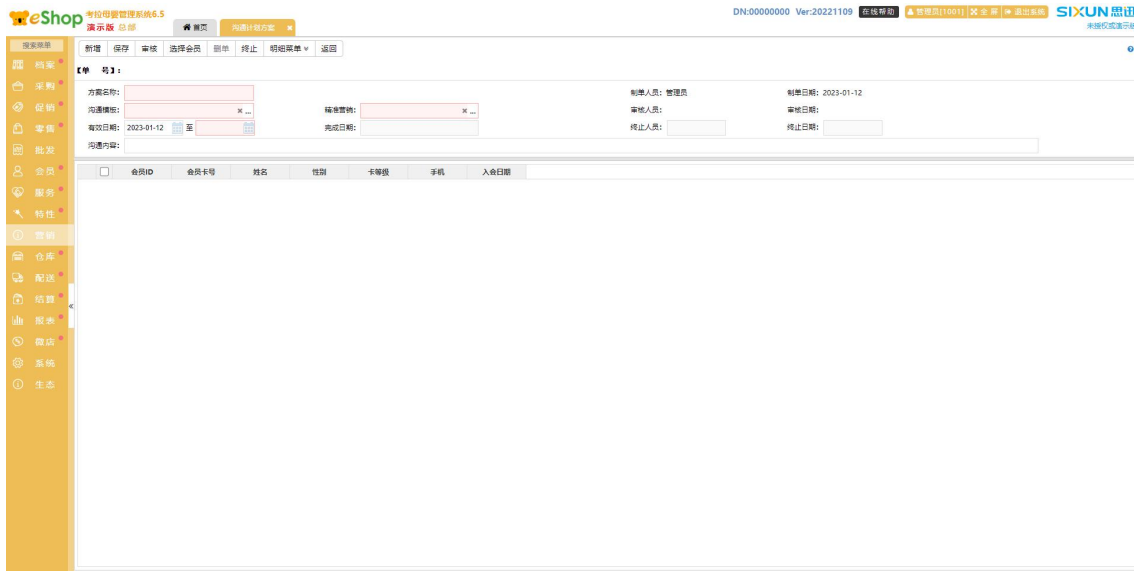 eShop 考拉母婴管理系统6.5
演示版 总部
首页
沟通计划方案
DN:00000000 Ver:20221109 在线帮助 管理员[1001] 全屏 退出系统
SIXUN思迅
未授权或演示版
搜索菜单
档案
采购
促销
零售
批发
会员
服务
特性
营销
仓库
配送
结算
报表
微店
系统
生态
新增 保存 审核 选择会员 删单 终止 明细菜单 返回
【单 号】:
方案名称: 制单人员: 管理员 制单日期: 2023-01-12
沟通模板: ... 精准营销: ... 审核人员: 审核日期:
有效日期: 2023-01-12 至 完成日期: 终止人员: 终止日期:
沟通内容:
会员ID 会员卡号 姓名 性别 卡等级 手机 入会日期